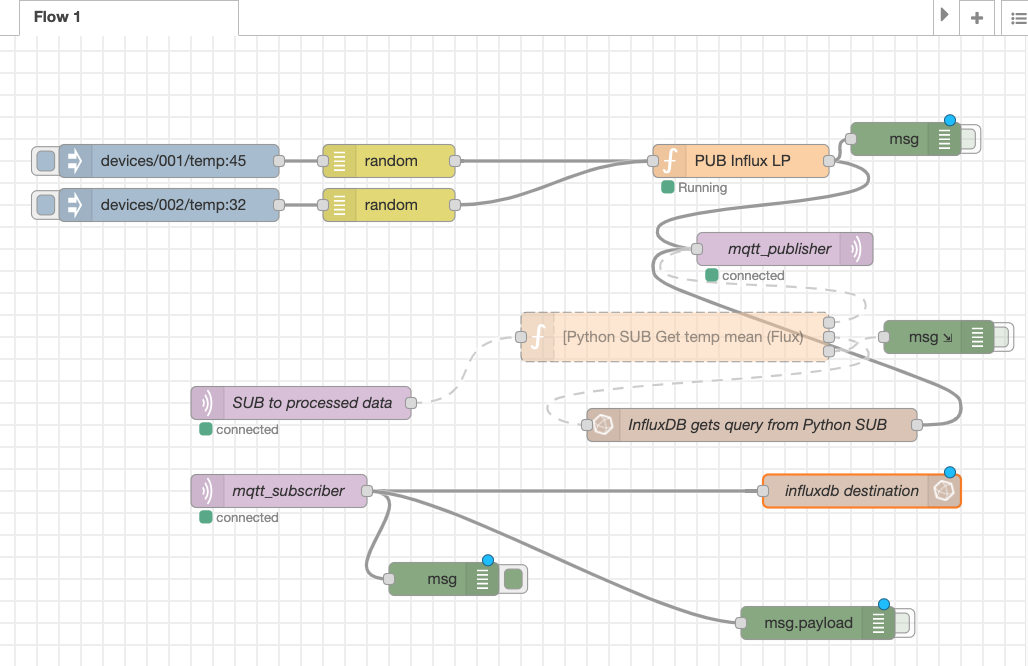 Flow 1
devices/001/temp:45
random
PUB Influx LP
msg
Running
devices/002/temp:32
random
mqtt_publisher
connected
[Python SUB Get temp mean (Flux)
msg
SUB to processed data
connected
InfluxDB gets query from Python SUB
mqtt_subscriber
connected
influxdb destination
msg
msg.payload